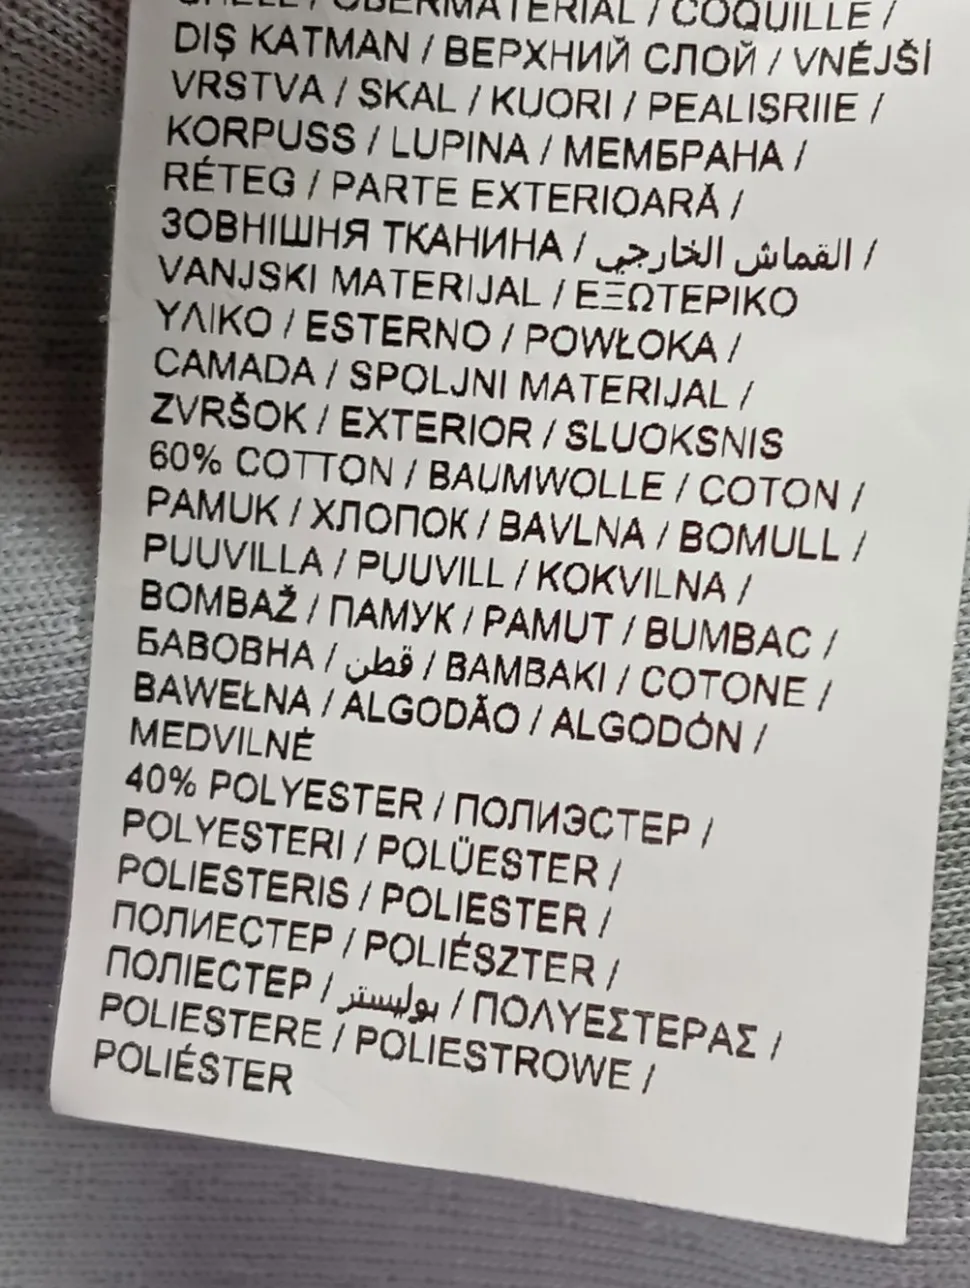 SHELL / OBERMATERIAL / COQUILLE /
DIŞ KATMAN / ВЕРХНИЙ СЛОЙ / VNĚJŠÍ
VRSTVA / SKAL / KUORI / PEALISRIIE /
KORPUSS / LUPINA / МЕМБРАНА /
RÉTEG / PARTE EXTERIOARĂ /
ЗОВНІШНЯ ТКАНИНА / القماش الخارجي /
VANJSKI MATERIJAL / ΕΞΩΤΕΡΙΚΟ
ΥΛΙΚΟ / ESTERNO / POWŁOKA /
CAMADA / SPOLJNI MATERIJAL /
ZVRŠOK / EXTERIOR / SLUOKSNIS
60% COTTON / BAUMWOLLE / COTON /
PAMUK / ХЛОПОК / BAVLNA / BOMULL /
PUUVILLA / PUUVILL / KOKVILNA /
BOMBAŽ / ПАМУК / PAMUT / BUMBAC /
БАВОВНА / قطن / BAMBAKI / COTONE /
BAWEŁNA / ALGODÃO / ALGODÓN /
MEDVILNĖ
40% POLYESTER / ПОЛИЭСТЕР /
POLYESTERI / POLÜESTER /
POLIESTERIS / POLIESTER /
ПОЛИЕСТЕР / POLIÉSZTER /
ПОЛІЕСТЕР / بوليستر / ΠΟΛΥΕΣΤΕΡΑΣ /
POLIESTERE / POLIESTROWE /
POLIÉSTER